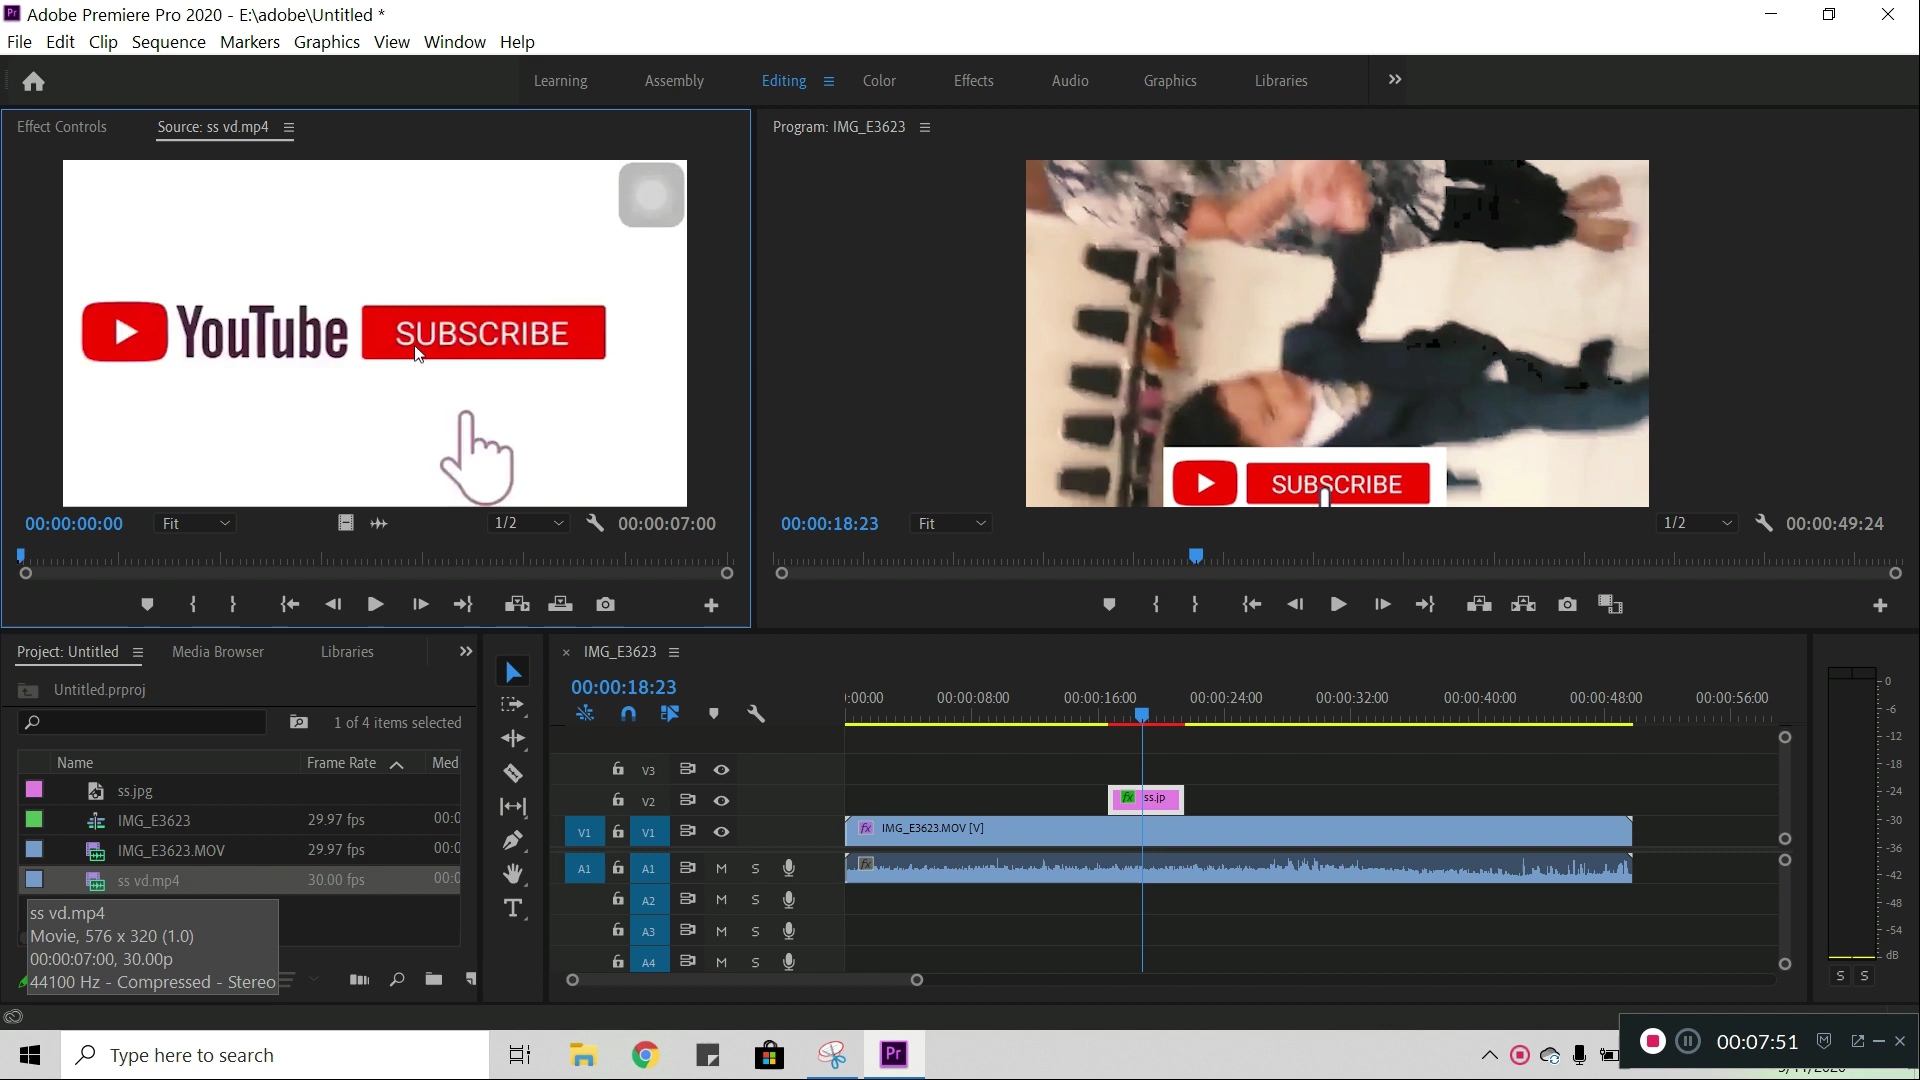 Adobe Premiere Pro 2020 - E:\adobe\Untitled *
File Edit Clip Sequence Markers Graphics View Window Help
Learning Assembly Editing Color Effects Audio Graphics Libraries
Effect Controls Source: ss vd.mp4
Program: IMG_E3623
YouTube SUBSCRIBE
SUBSCRIBE
00:00:00:00 Fit 1/2 00:00:07:00
00:00:18:23 Fit 1/2 00:00:49:24
Project: Untitled Media Browser Libraries
Untitled.prproj
1 of 4 items selected
Name Frame Rate Med
ss.jpg
IMG_E3623 29.97 fps 00:0
IMG_E3623.MOV 29.97 fps 00:0
ss vd.mp4 30.00 fps 00:0
ss vd.mp4
Movie, 576 x 320 (1.0)
00:00:07:00, 30.00p
44100 Hz - Compressed - Stereo
IMG_E3623
00:00:18:23
:00:00 00:00:08:00 00:00:16:00 00:00:24:00 00:00:32:00 00:00:40:00 00:00:48:00 00:00:56:00
V3
V2 fx ss.jp
V1 V1 fx IMG_E3623.MOV [V]
A1 A1 M S fx
A2 M S
A3 M S
A4 M S
0
-6
-12
-18
-24
-30
-36
-42
-48
-54
dB
S S
Type here to search
Pr
00:07:51